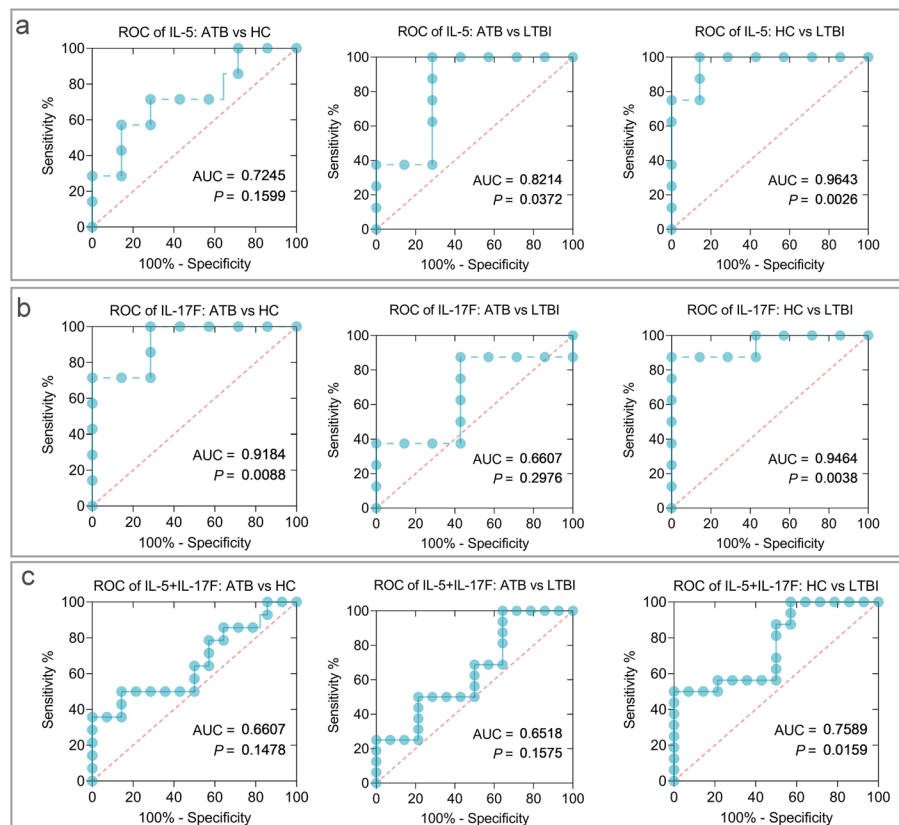 a
ROC of IL-5: ATB vs HC
Sensitivity %
100
80
60
40
20
0
AUC = 0.7245
P = 0.1599
0 20 40 60 80 100
100% - Specificity
ROC of IL-5: ATB vs LTBI
Sensitivity %
100
80
60
40
20
0
AUC = 0.8214
P = 0.0372
0 20 40 60 80 100
100% - Specificity
ROC of IL-5: HC vs LTBI
Sensitivity %
100
80
60
40
20
0
AUC = 0.9643
P = 0.0026
0 20 40 60 80 100
100% - Specificity
b
ROC of IL-17F: ATB vs HC
Sensitivity %
100
80
60
40
20
0
AUC = 0.9184
P = 0.0088
0 20 40 60 80 100
100% - Specificity
ROC of IL-17F: ATB vs LTBI
Sensitivity %
100
80
60
40
20
0
AUC = 0.6607
P = 0.2976
0 20 40 60 80 100
100% - Specificity
ROC of IL-17F: HC vs LTBI
Sensitivity %
100
80
60
40
20
0
AUC = 0.9464
P = 0.0038
0 20 40 60 80 100
100% - Specificity
c
ROC of IL-5+IL-17F: ATB vs HC
Sensitivity %
100
80
60
40
20
0
AUC = 0.6607
P = 0.1478
0 20 40 60 80 100
100% - Specificity
ROC of IL-5+IL-17F: ATB vs LTBI
Sensitivity %
100
80
60
40
20
0
AUC = 0.6518
P = 0.1575
0 20 40 60 80 100
100% - Specificity
ROC of IL-5+IL-17F: HC vs LTBI
Sensitivity %
100
80
60
40
20
0
AUC = 0.7589
P = 0.0159
0 20 40 60 80 100
100% - Specificity